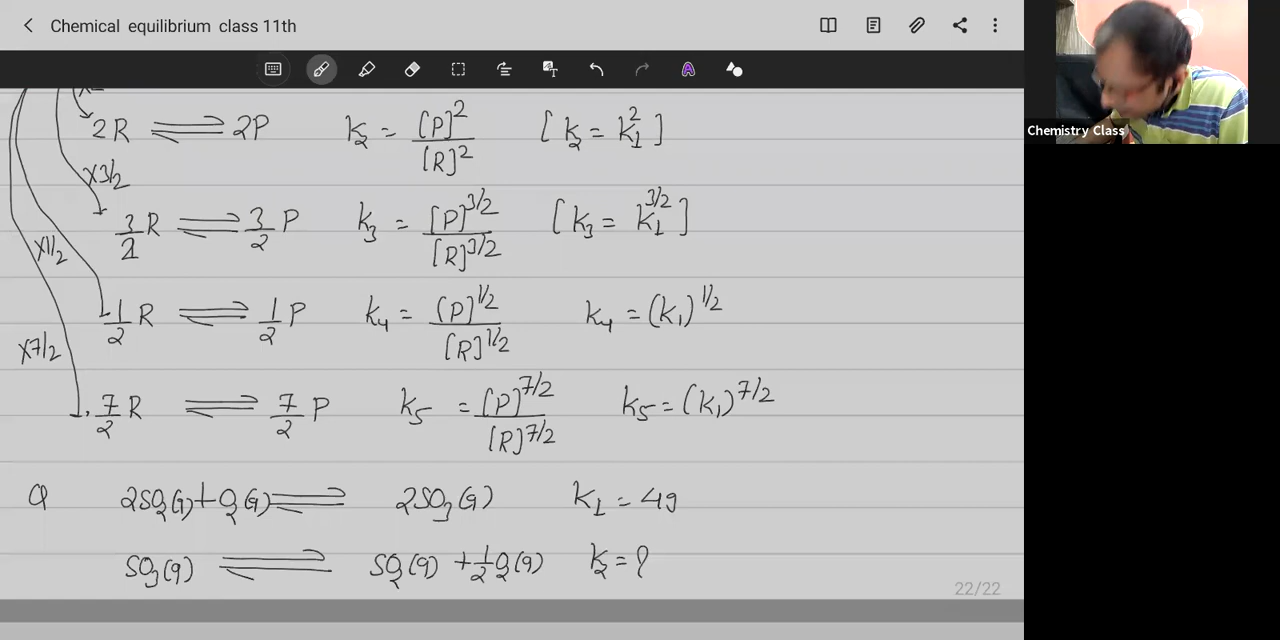 Chemical equilibrium class 11th
Chemistry Class
2R ⇌ 2P K₂ = [P]² / [R]² [K₂ = K₁²]
X3/2
3/2 R ⇌ 3/2 P K₃ = [P]^3/2 / [R]^3/2 [K₃ = K₁^3/2]
X1/2
1/2 R ⇌ 1/2 P K₄ = [P]^1/2 / [R]^1/2 K₄ = (K₁)^1/2
X7/2
7/2 R ⇌ 7/2 P K₅ = [P]^7/2 / [R]^7/2 K₅ = (K₁)^7/2
Q 2SO₂(g) + O₂(g) ⇌ 2SO₃(g) K₁ = 49
SO₃(g) ⇌ SO₂(g) + 1/2 O₂(g) K₂ = ?
22/22